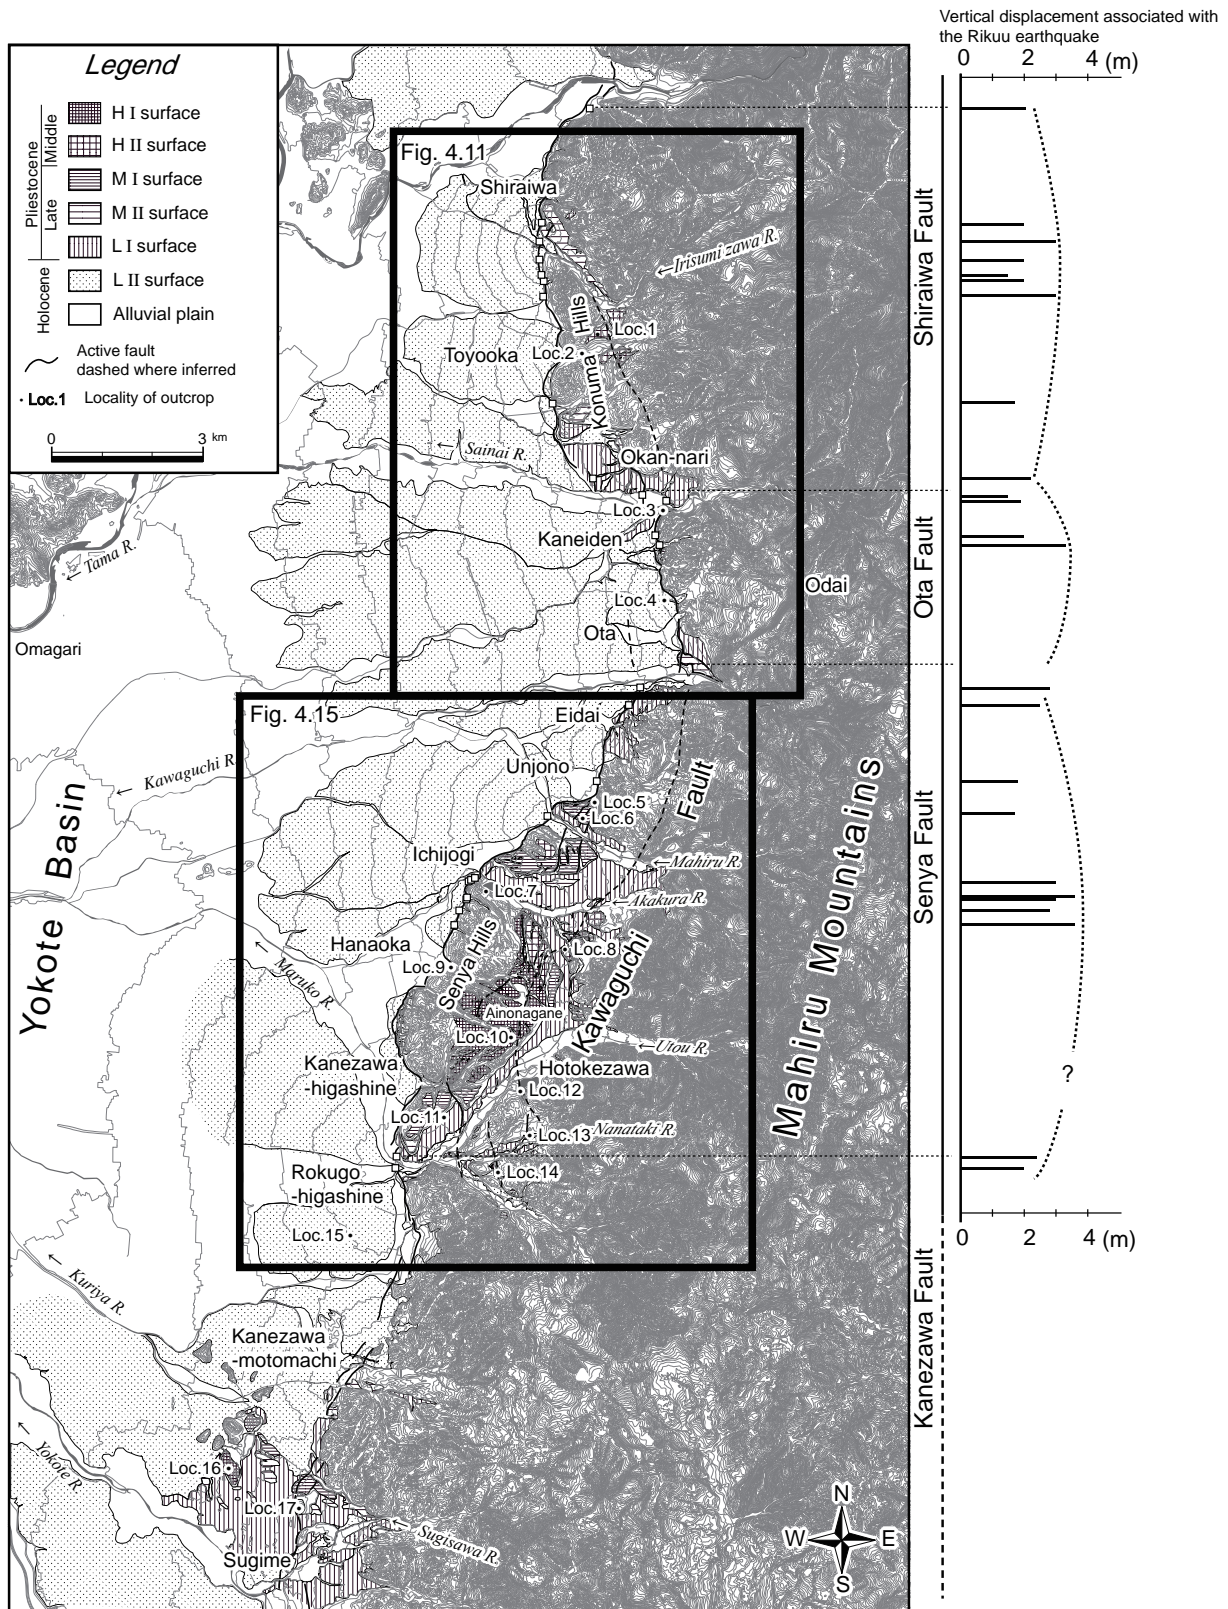 Vertical displacement associated with
the Rikuu earthquake
0 2 4 (m)
Legend
Pliestocene
Middle
Late
Holocene
H I surface
H II surface
M I surface
M II surface
L I surface
L II surface
Alluvial plain
Active fault
dashed where inferred
Loc.1 Locality of outcrop
0 3 km
Fig. 4.11
Shiraiwa
←Irisumi zawa R.
Konuma Hills
Loc.1
Loc.2
Toyooka
Okan-nari
← Sainai R.
Loc.3
Kaneiden
← Tama R.
Loc.4
Odai
Ota
Omagari
Fig. 4.15
Eidai
Unjono
← Kawaguchi R.
Loc.5
Loc.6
Ichijogi
←Mahiru R.
Loc.7
←Akakura R.
Hanaoka
Senya Hills
Loc.8
Loc.9
← Maruko R.
Ainonagane
Kawaguchi Fault
Loc.10
←Utou R.
Kanezawa
-higashine
Hotokezawa
Loc.12
Loc.11
Loc.13
←Nanataki R.
Loc.14
Rokugo
-higashine
Loc.15
← Kuriya R.
Kanezawa
-motomachi
Loc.16
← Yokote R.
Loc.17
←Sugisawa R.
Sugime
Yokote Basin
Mahiru Mountains
N
W E
S
Shiraiwa Fault
Ota Fault
Senya Fault
Kanezawa Fault
?
0 2 4 (m)